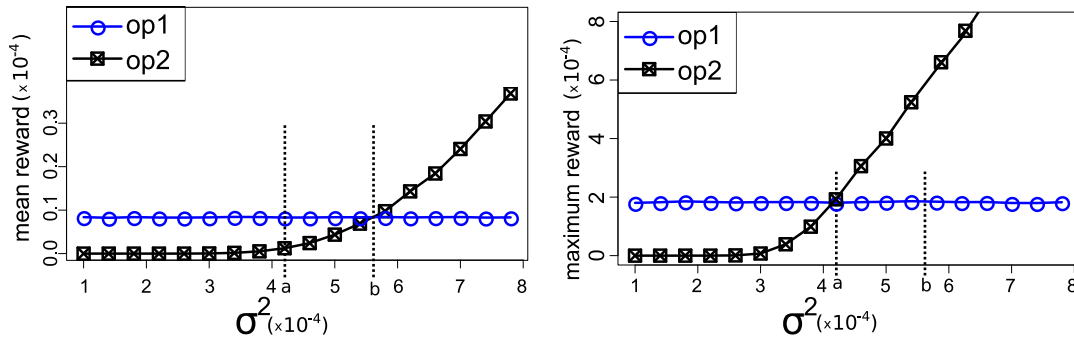 op1
op2
mean reward (×10⁻⁴)
0.0 0.1 0.2 0.3
1 2 3 4 a 5 b 6 7 8
σ² (×10⁻⁴)
op1
op2
maximum reward (×10⁻⁴)
0 2 4 6 8
1 2 3 4 a 5 b 6 7 8
σ² (×10⁻⁴)